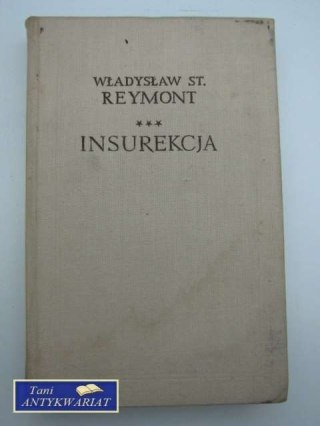 WŁADYSŁAW ST.
REYMONT
***
INSUREKCJA
Tani
ANTYKWARIAT